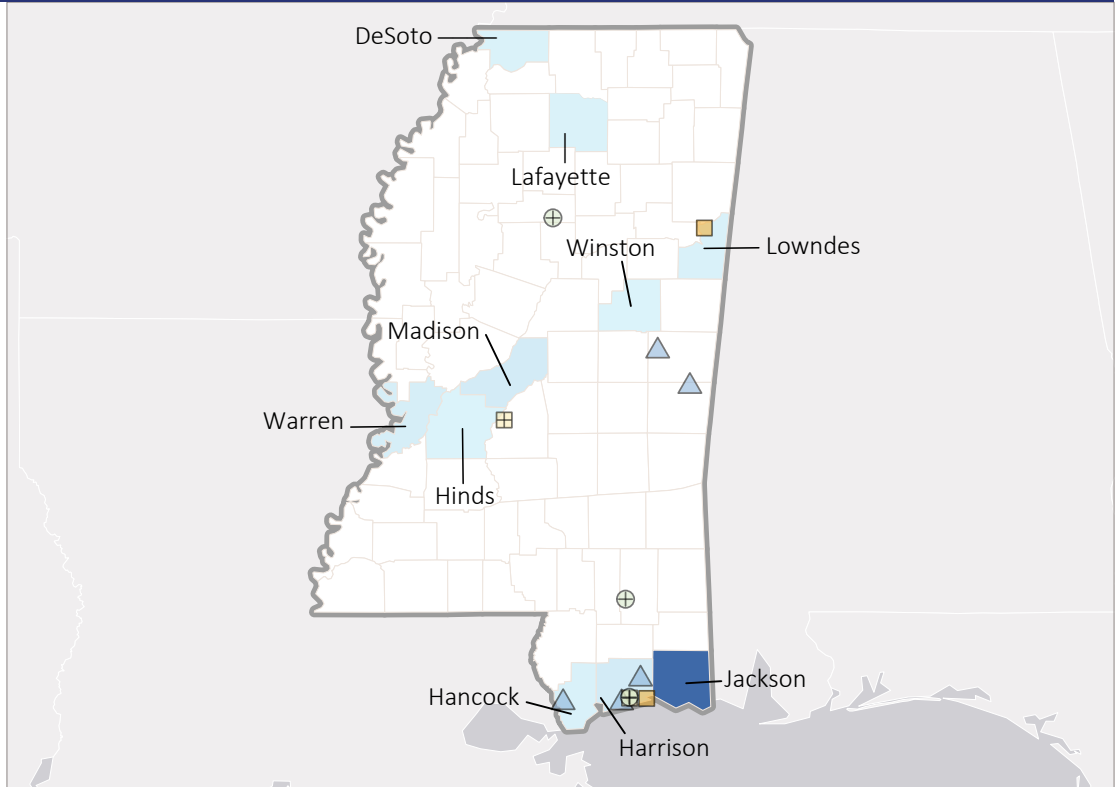 DeSoto
Lafayette
Winston
Lowndes
Madison
Warren
Hinds
Jackson
Hancock
Harrison